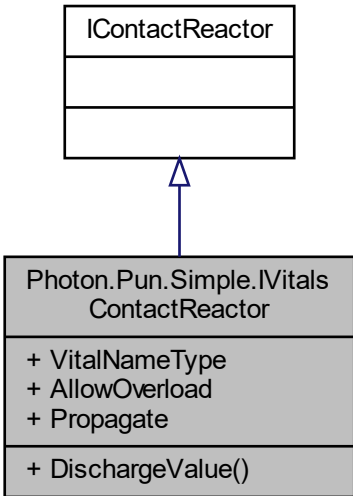 IContactReactor
Photon.Pun.Simple.IVitals
ContactReactor
+ VitalNameType
+ AllowOverload
+ Propagate
+ DischargeValue()